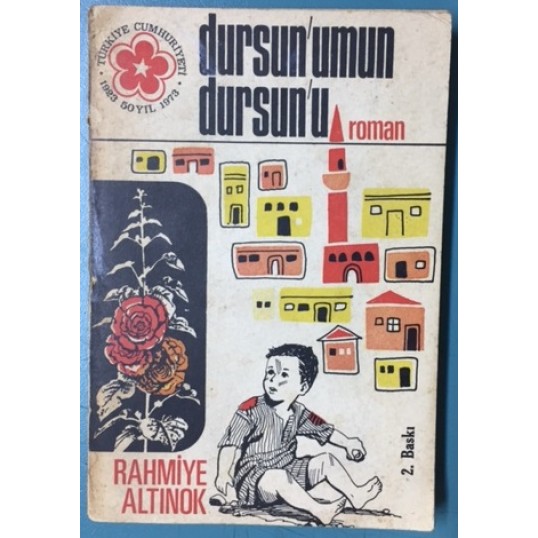 TÜRKİYE CUMHURİYETİ
1923 50 YIL 1973
dursun'umun
dursun'u
roman
2. Baskı
RAHMİYE
ALTINOK